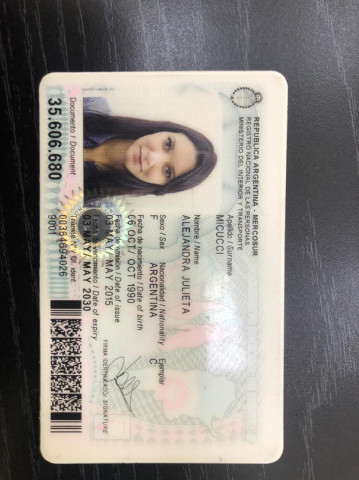 REPUBLICA ARGENTINA - MERCOSUR
REGISTRO NACIONAL DE LAS PERSONAS
MINISTERIO DEL INTERIOR Y TRANSPORTE
Apellido / Surname
MICUCCI
Nombre / Name
ALEJANDRA JULIETA
Sexo / Sex Nacionalidad / Nationality Ejemplar
F ARGENTINA C
Fecha de nacimiento / Date of birth
06 OCT/ OCT 1990
Fecha de emisión / Date of issue
03 MAY/ MAY 2015
Fecha de vencimiento / Date of expiry
03 MAY/ MAY 2030
FIRMA IDENTIFICADO/ SIGNATURE
Documento / Document
35.606.680
Of. ident.
9001